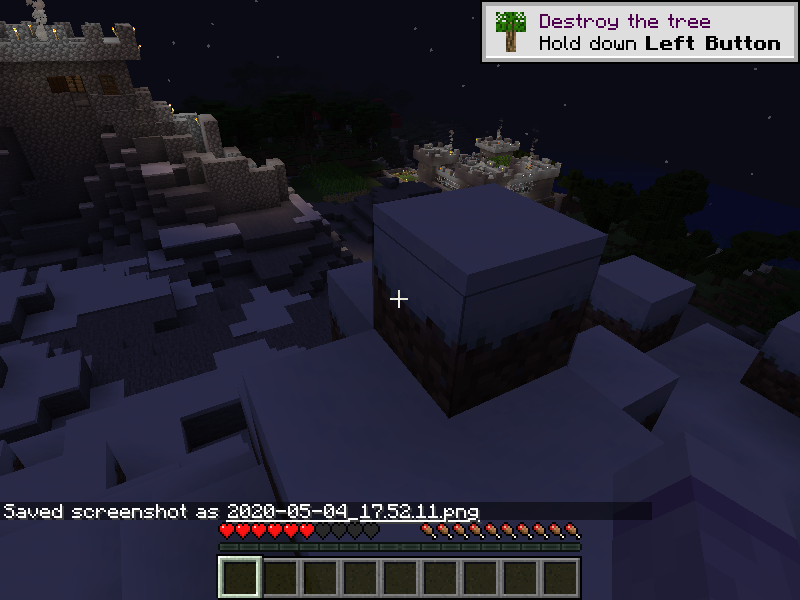 Destroy the tree
Hold down Left Button
Saved screenshot as 2020-05-04_17.52.11.png